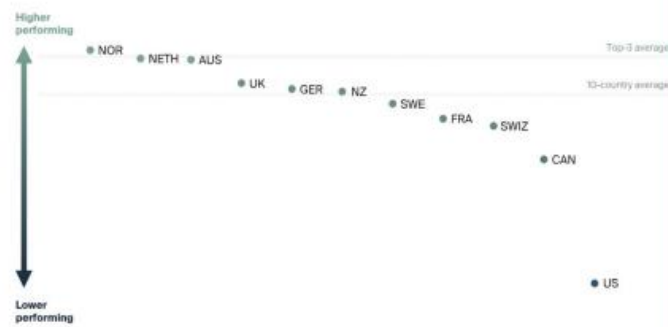 Higher
performing
NOR
NETH
AUS
Top-3 average
UK
GER
NZ
10-country average
SWE
FRA
SWIZ
CAN
US
Lower
performing